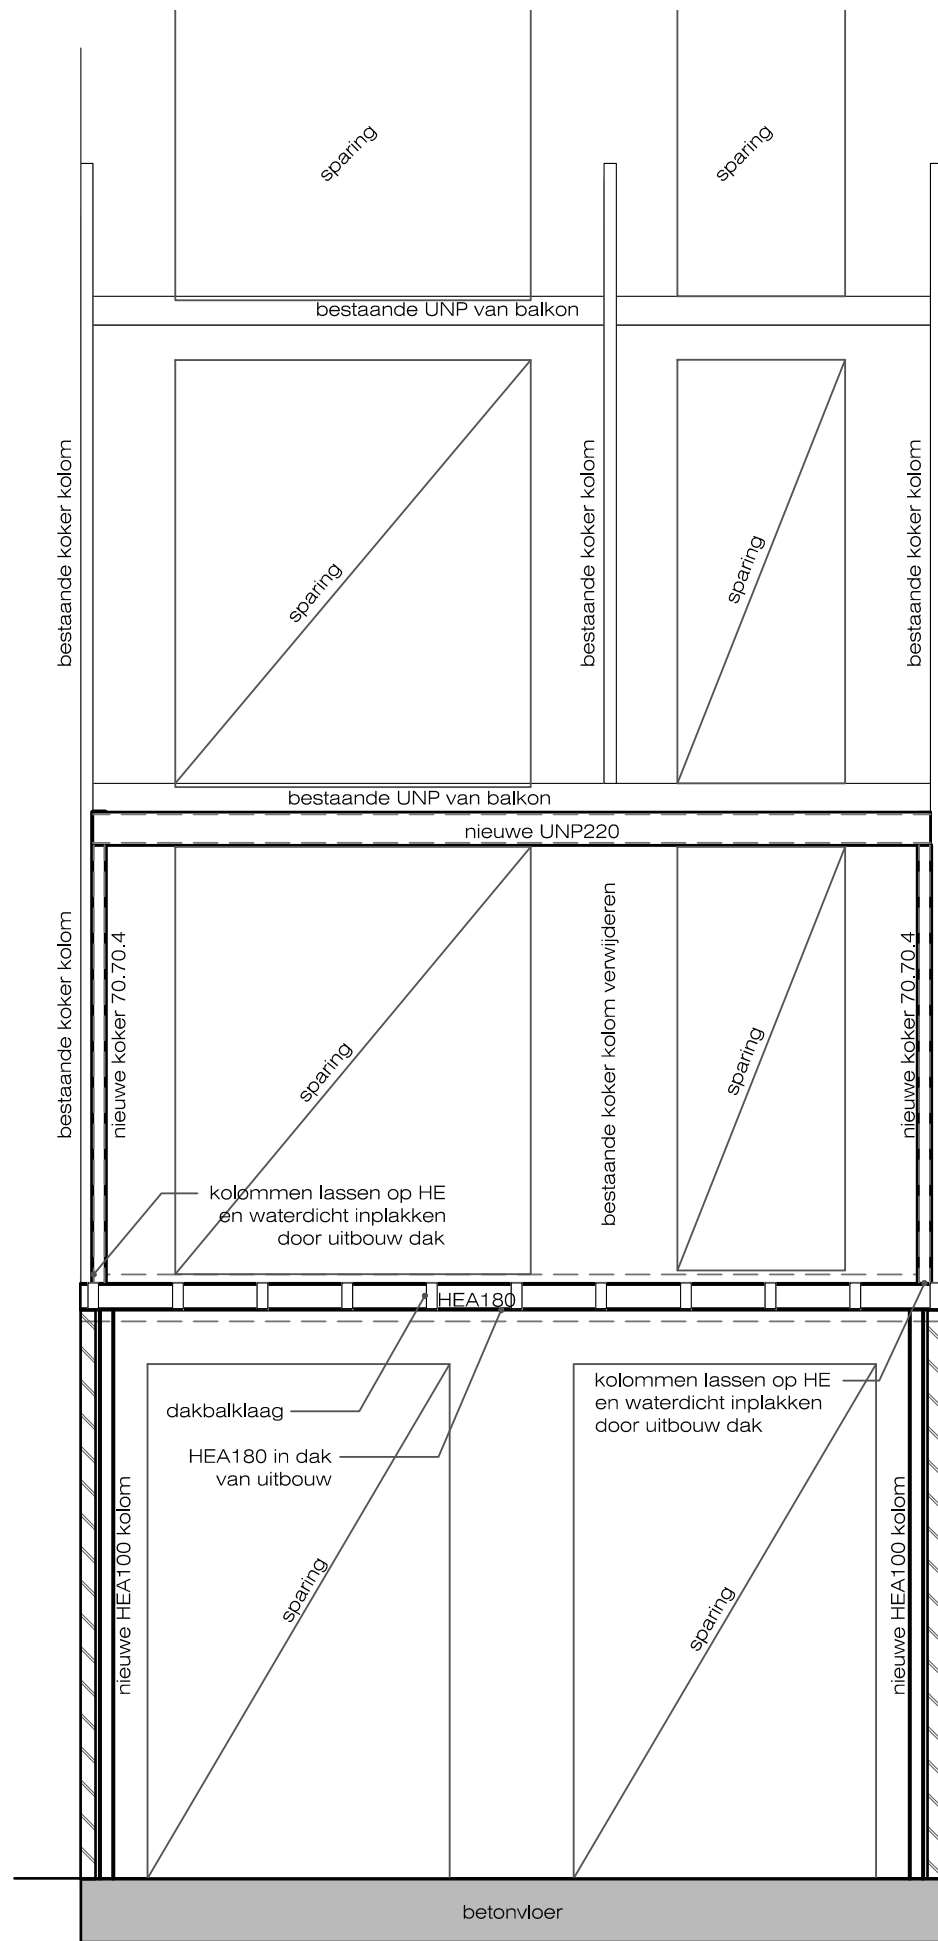 sparing
sparing
bestaande UNP van balkon
bestaande koker kolom
bestaande koker kolom
bestaande koker kolom
sparing
sparing
bestaande UNP van balkon
nieuwe UNP220
bestaande koker kolom
nieuwe koker 70.70.4
bestaande koker kolom verwijderen
nieuwe koker 70.70.4
sparing
sparing
kolommen lassen op HE
en waterdicht inplakken
door uitbouw dak
HEA180
kolommen lassen op HE
en waterdicht inplakken
door uitbouw dak
dakbalklaag
HEA180 in dak
van uitbouw
nieuwe HEA100 kolom
nieuwe HEA100 kolom
sparing
sparing
betonvloer